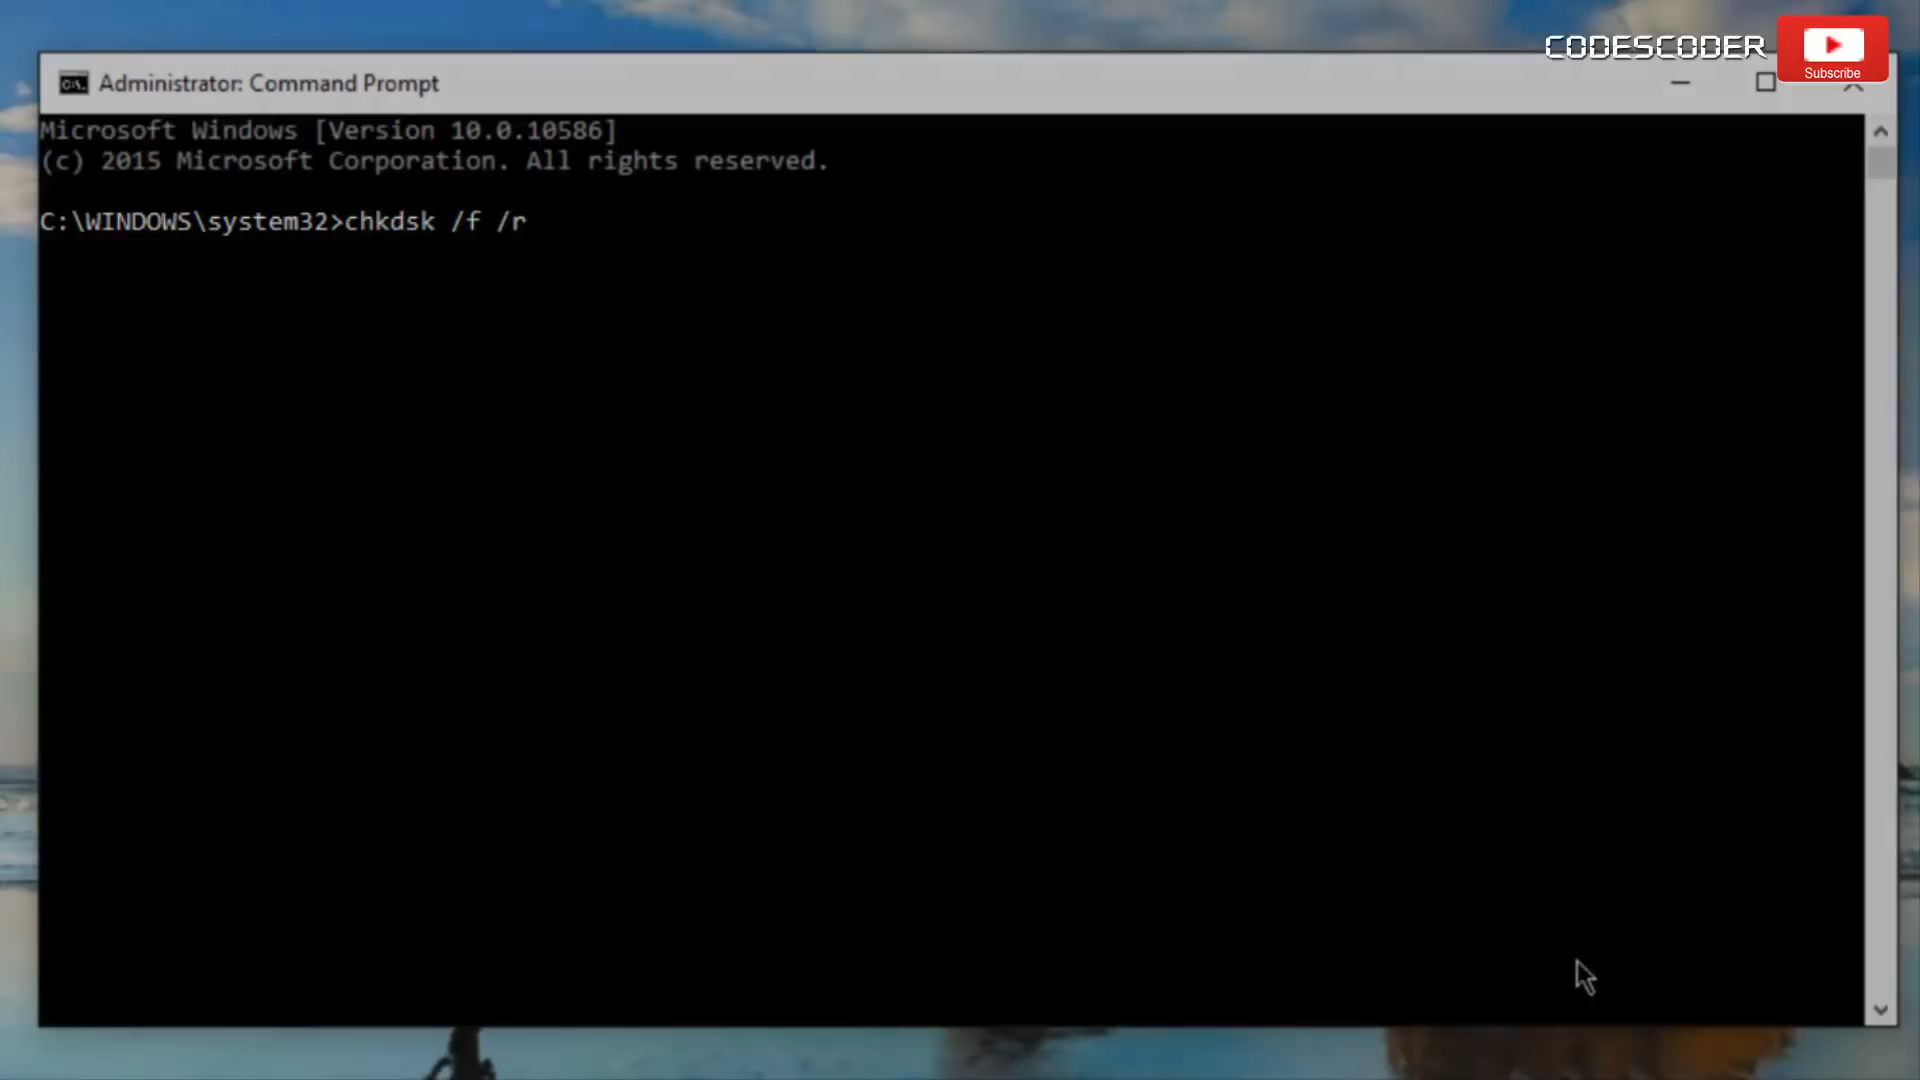 CODESCODER
Subscribe
Administrator: Command Prompt
Microsoft Windows [Version 10.0.10586]
(c) 2015 Microsoft Corporation. All rights reserved.
C:\WINDOWS\system32>chkdsk /f /r